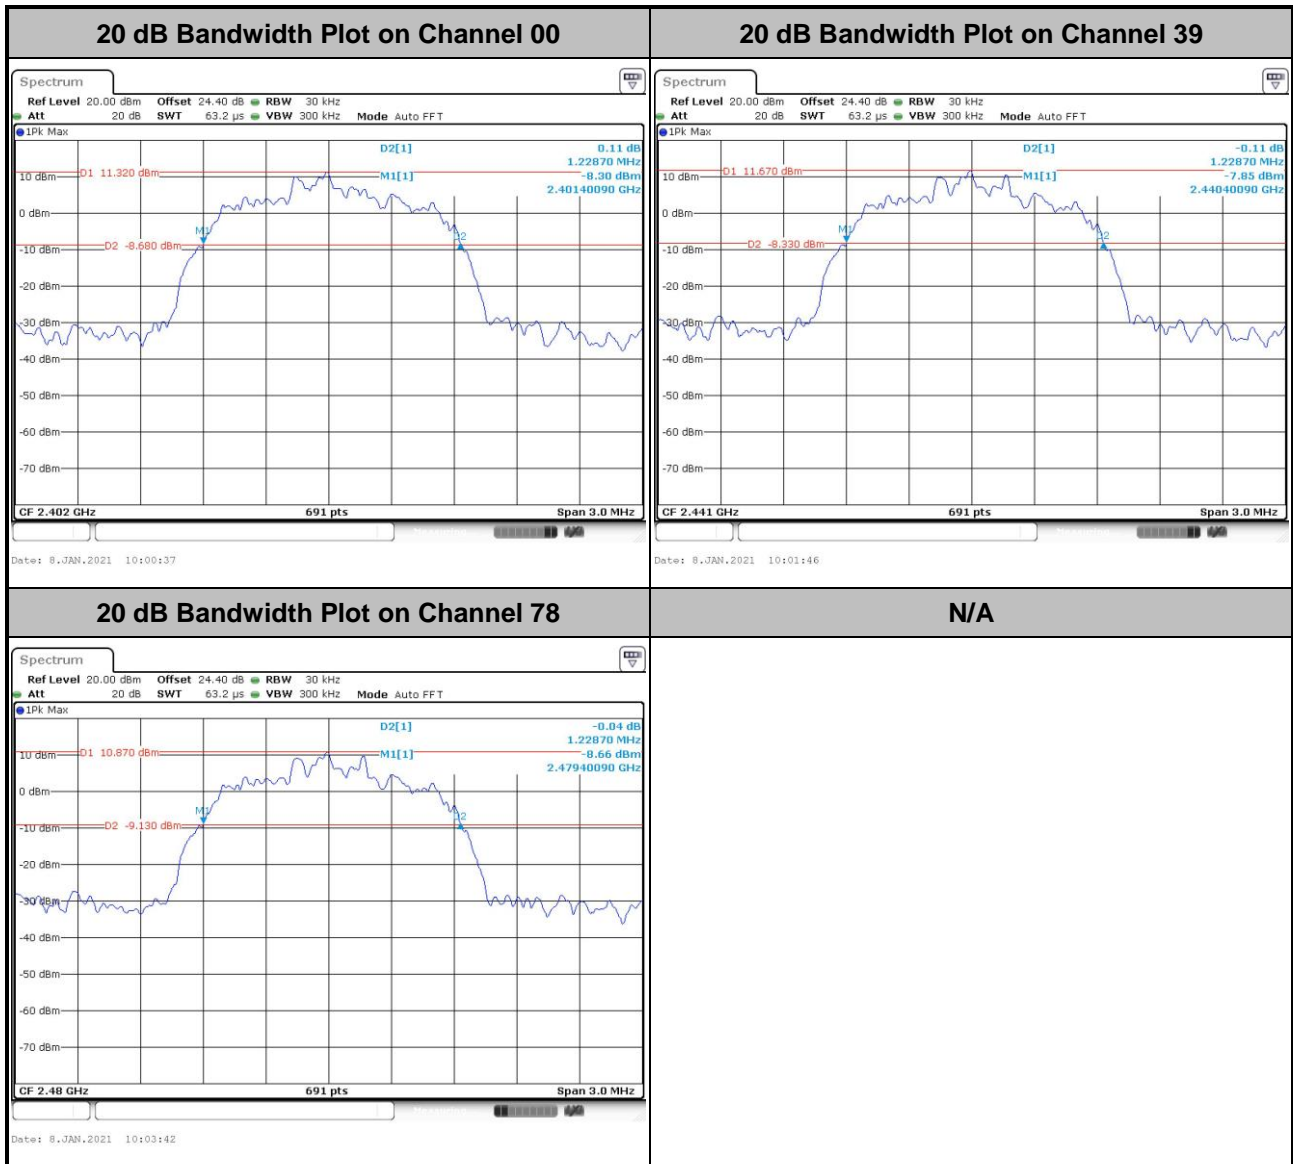 20 dB Bandwidth Plot on Channel 00
20 dB Bandwidth Plot on Channel 39
Spectrum
Ref Level 20.00 dBm Offset 24.40 dB RBW 30 kHz
Att 20 dB SWT 63.2 µs VBW 300 kHz Mode Auto FFT
1Pk Max
D2[1] 0.11 dB
1.22870 MHz
M1[1] -8.30 dBm
2.40140090 GHz
D1 11.320 dBm
10 dBm
0 dBm
M1
D2
D2 -8.680 dBm
-10 dBm
-20 dBm
-30 dBm
-40 dBm
-50 dBm
-60 dBm
-70 dBm
CF 2.402 GHz 691 pts Span 3.0 MHz
Date: 8.JAN.2021 10:00:37
Spectrum
Ref Level 20.00 dBm Offset 24.40 dB RBW 30 kHz
Att 20 dB SWT 63.2 µs VBW 300 kHz Mode Auto FFT
1Pk Max
D2[1] -0.11 dB
1.22870 MHz
M1[1] -7.85 dBm
2.44040090 GHz
D1 11.670 dBm
10 dBm
0 dBm
M1
D2
D2 -8.330 dBm
-10 dBm
-20 dBm
-30 dBm
-40 dBm
-50 dBm
-60 dBm
-70 dBm
CF 2.441 GHz 691 pts Span 3.0 MHz
Date: 8.JAN.2021 10:01:46
20 dB Bandwidth Plot on Channel 78
N/A
Spectrum
Ref Level 20.00 dBm Offset 24.40 dB RBW 30 kHz
Att 20 dB SWT 63.2 µs VBW 300 kHz Mode Auto FFT
1Pk Max
D2[1] -0.04 dB
1.22870 MHz
M1[1] -8.66 dBm
2.47940090 GHz
D1 10.870 dBm
10 dBm
0 dBm
M1
D2
D2 -9.130 dBm
-10 dBm
-20 dBm
-30 dBm
-40 dBm
-50 dBm
-60 dBm
-70 dBm
CF 2.48 GHz 691 pts Span 3.0 MHz
Date: 8.JAN.2021 10:03:42